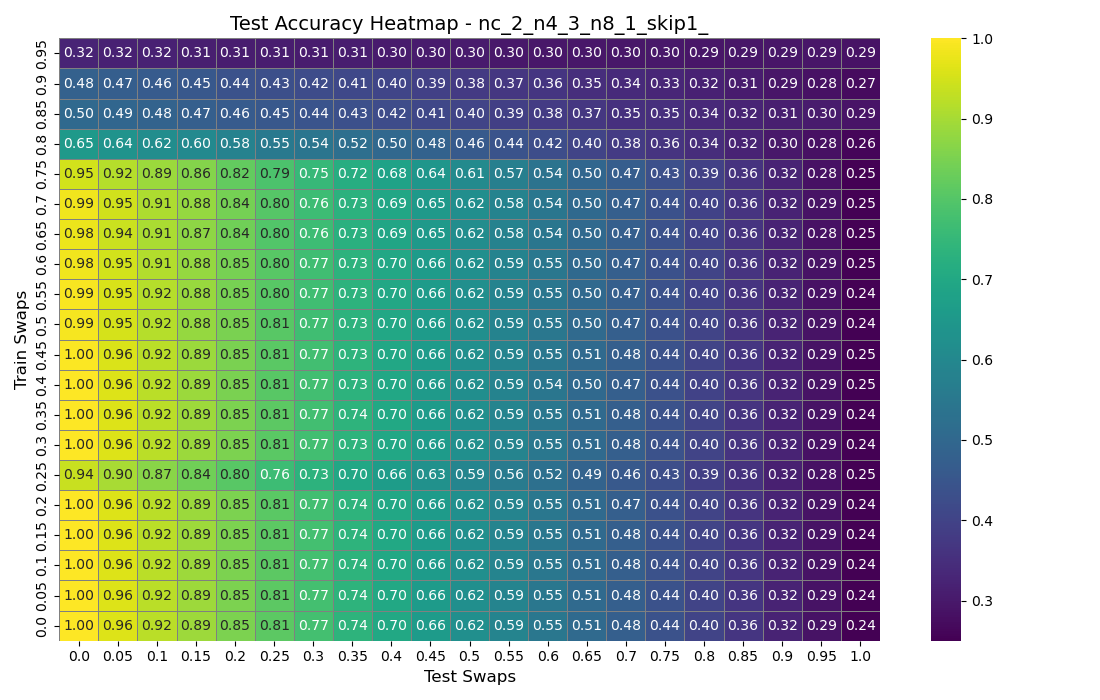 Test Accuracy Heatmap - nc_2_n4_3_n8_1_skip1_
Train Swaps
0.95 0.32 0.32 0.32 0.31 0.31 0.31 0.31 0.31 0.30 0.30 0.30 0.30 0.30 0.30 0.30 0.30 0.29 0.29 0.29 0.29 0.29
0.9 0.48 0.47 0.46 0.45 0.44 0.43 0.42 0.41 0.40 0.39 0.38 0.37 0.36 0.35 0.34 0.33 0.32 0.31 0.29 0.28 0.27
0.85 0.50 0.49 0.48 0.47 0.46 0.45 0.44 0.43 0.42 0.41 0.40 0.39 0.38 0.37 0.35 0.35 0.34 0.32 0.31 0.30 0.29
0.8 0.65 0.64 0.62 0.60 0.58 0.55 0.54 0.52 0.50 0.48 0.46 0.44 0.42 0.40 0.38 0.36 0.34 0.32 0.30 0.28 0.26
0.75 0.95 0.92 0.89 0.86 0.82 0.79 0.75 0.72 0.68 0.64 0.61 0.57 0.54 0.50 0.47 0.43 0.39 0.36 0.32 0.28 0.25
0.7 0.99 0.95 0.91 0.88 0.84 0.80 0.76 0.73 0.69 0.65 0.62 0.58 0.54 0.50 0.47 0.44 0.40 0.36 0.32 0.29 0.25
0.65 0.98 0.94 0.91 0.87 0.84 0.80 0.76 0.73 0.69 0.65 0.62 0.58 0.54 0.50 0.47 0.44 0.40 0.36 0.32 0.28 0.25
0.6 0.98 0.95 0.91 0.88 0.85 0.80 0.77 0.73 0.70 0.66 0.62 0.59 0.55 0.50 0.47 0.44 0.40 0.36 0.32 0.29 0.25
0.55 0.99 0.95 0.92 0.88 0.85 0.80 0.77 0.73 0.70 0.66 0.62 0.59 0.55 0.50 0.47 0.44 0.40 0.36 0.32 0.29 0.24
0.5 0.99 0.95 0.92 0.88 0.85 0.81 0.77 0.73 0.70 0.66 0.62 0.59 0.55 0.50 0.47 0.44 0.40 0.36 0.32 0.29 0.24
0.45 1.00 0.96 0.92 0.89 0.85 0.81 0.77 0.73 0.70 0.66 0.62 0.59 0.55 0.51 0.48 0.44 0.40 0.36 0.32 0.29 0.25
0.4 1.00 0.96 0.92 0.89 0.85 0.81 0.77 0.73 0.70 0.66 0.62 0.59 0.54 0.50 0.47 0.44 0.40 0.36 0.32 0.29 0.25
0.35 1.00 0.96 0.92 0.89 0.85 0.81 0.77 0.74 0.70 0.66 0.62 0.59 0.55 0.51 0.48 0.44 0.40 0.36 0.32 0.29 0.24
0.3 1.00 0.96 0.92 0.89 0.85 0.81 0.77 0.73 0.70 0.66 0.62 0.59 0.55 0.51 0.48 0.44 0.40 0.36 0.32 0.29 0.24
0.25 0.94 0.90 0.87 0.84 0.80 0.76 0.73 0.70 0.66 0.63 0.59 0.56 0.52 0.49 0.46 0.43 0.39 0.36 0.32 0.28 0.25
0.2 1.00 0.96 0.92 0.89 0.85 0.81 0.77 0.74 0.70 0.66 0.62 0.59 0.55 0.51 0.47 0.44 0.40 0.36 0.32 0.29 0.24
0.15 1.00 0.96 0.92 0.89 0.85 0.81 0.77 0.74 0.70 0.66 0.62 0.59 0.55 0.51 0.48 0.44 0.40 0.36 0.32 0.29 0.24
0.1 1.00 0.96 0.92 0.89 0.85 0.81 0.77 0.74 0.70 0.66 0.62 0.59 0.55 0.51 0.48 0.44 0.40 0.36 0.32 0.29 0.24
0.05 1.00 0.96 0.92 0.89 0.85 0.81 0.77 0.74 0.70 0.66 0.62 0.59 0.55 0.51 0.48 0.44 0.40 0.36 0.32 0.29 0.24
0.0 1.00 0.96 0.92 0.89 0.85 0.81 0.77 0.74 0.70 0.66 0.62 0.59 0.55 0.51 0.48 0.44 0.40 0.36 0.32 0.29 0.24
0.0 0.05 0.1 0.15 0.2 0.25 0.3 0.35 0.4 0.45 0.5 0.55 0.6 0.65 0.7 0.75 0.8 0.85 0.9 0.95 1.0
Test Swaps
1.0
0.9
0.8
0.7
0.6
0.5
0.4
0.3